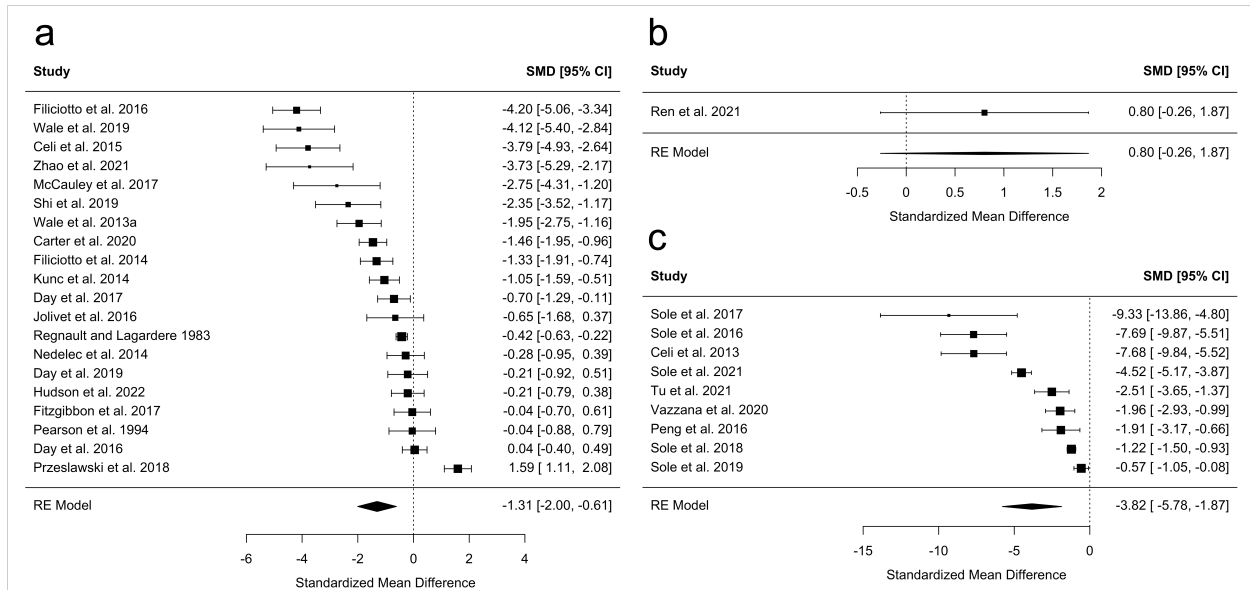 a
Study SMD [95% CI]
Filiciotto et al. 2016 -4.20 [-5.06, -3.34]
Wale et al. 2019 -4.12 [-5.40, -2.84]
Celi et al. 2015 -3.79 [-4.93, -2.64]
Zhao et al. 2021 -3.73 [-5.29, -2.17]
McCauley et al. 2017 -2.75 [-4.31, -1.20]
Shi et al. 2019 -2.35 [-3.52, -1.17]
Wale et al. 2013a -1.95 [-2.75, -1.16]
Carter et al. 2020 -1.46 [-1.95, -0.96]
Filiciotto et al. 2014 -1.33 [-1.91, -0.74]
Kunc et al. 2014 -1.05 [-1.59, -0.51]
Day et al. 2017 -0.70 [-1.29, -0.11]
Jolivet et al. 2016 -0.65 [-1.68, 0.37]
Regnault and Lagardere 1983 -0.42 [-0.63, -0.22]
Nedelec et al. 2014 -0.28 [-0.95, 0.39]
Day et al. 2019 -0.21 [-0.92, 0.51]
Hudson et al. 2022 -0.21 [-0.79, 0.38]
Fitzgibbon et al. 2017 -0.04 [-0.70, 0.61]
Pearson et al. 1994 -0.04 [-0.88, 0.79]
Day et al. 2016 0.04 [-0.40, 0.49]
Przeslawski et al. 2018 1.59 [ 1.11, 2.08]
RE Model -1.31 [-2.00, -0.61]
-6 -4 -2 0 2 4
Standardized Mean Difference
b
Study SMD [95% CI]
Ren et al. 2021 0.80 [-0.26, 1.87]
RE Model 0.80 [-0.26, 1.87]
-0.5 0 0.5 1 1.5 2
Standardized Mean Difference
c
Study SMD [95% CI]
Sole et al. 2017 -9.33 [-13.86, -4.80]
Sole et al. 2016 -7.69 [ -9.87, -5.51]
Celi et al. 2013 -7.68 [ -9.84, -5.52]
Sole et al. 2021 -4.52 [ -5.17, -3.87]
Tu et al. 2021 -2.51 [ -3.65, -1.37]
Vazzana et al. 2020 -1.96 [ -2.93, -0.99]
Peng et al. 2016 -1.91 [ -3.17, -0.66]
Sole et al. 2018 -1.22 [ -1.50, -0.93]
Sole et al. 2019 -0.57 [ -1.05, -0.08]
RE Model -3.82 [ -5.78, -1.87]
-15 -10 -5 0
Standardized Mean Difference